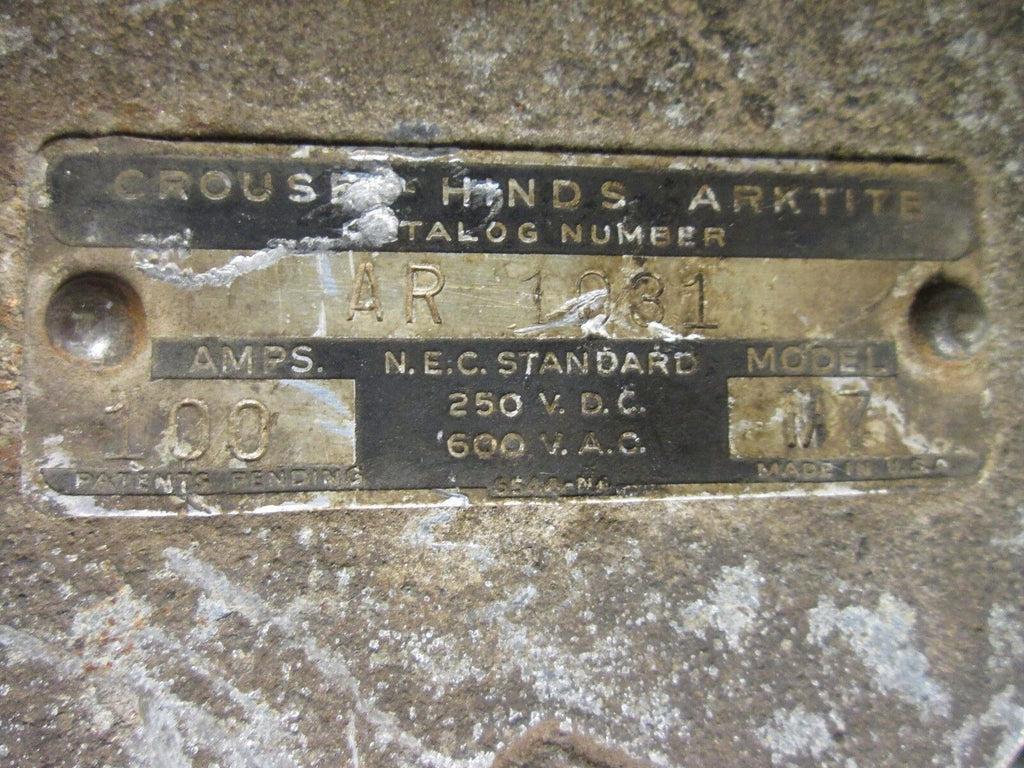 CROUSE-HINDS ARKTITE
CATALOG NUMBER
AR 1031
AMPS. N.E.C. STANDARD MODEL
100 250 V. D. C. M7
600 V. A. C.
PATENTS PENDING MADE IN U.S.A.